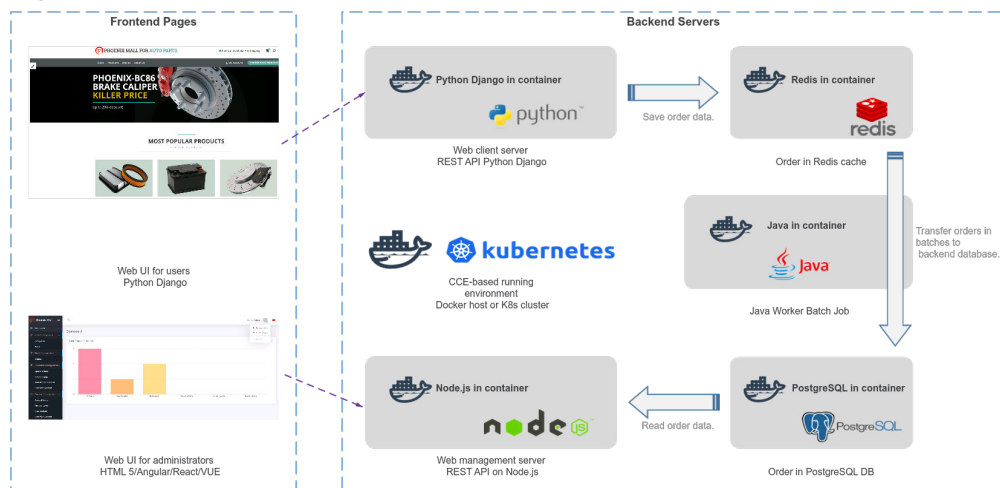 Frontend Pages
PHOENIX MALL FOR AUTO PARTS
PHOENIX-BC86
BRAKE CALIPER
KILLER PRICE
MOST POPULAR PRODUCTS
Web UI for users
Python Django
Web UI for administrators
HTML 5/Angular/React/VUE
Backend Servers
Python Django in container
python
Web client server
REST API Python Django
Save order data.
Redis in container
redis
Order in Redis cache
kubernetes
CCE-based running
environment
Docker host or K8s cluster
Java in container
Java
Java Worker Batch Job
Transfer orders in
batches to
backend database.
Node.js in container
node JS
Web management server
REST API on Node.js
Read order data.
PostgreSQL in container
PostgreSQL
Order in PostgreSQL DB